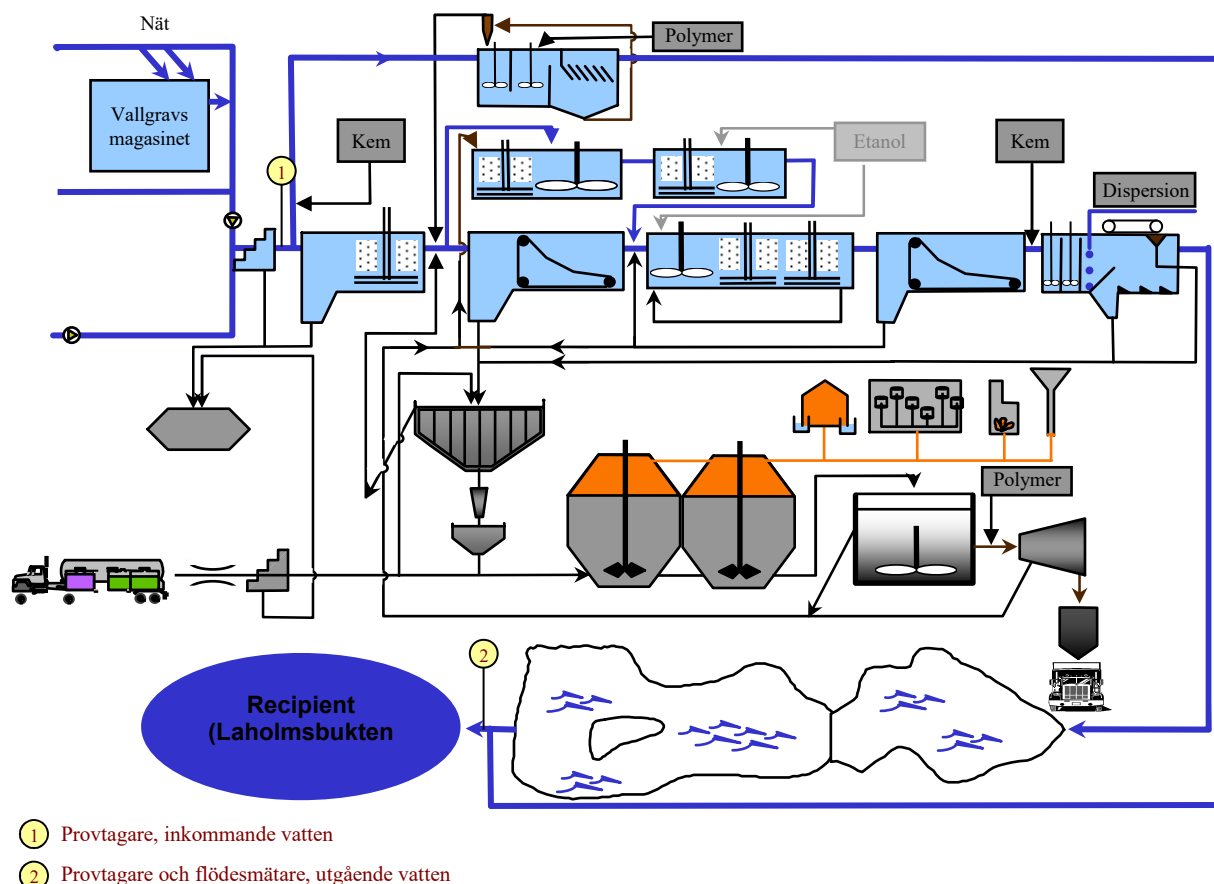 Nät
Polymer
Vallgravs
magasinet
Kem
Etanol
Kem
1
Dispersion
Polymer
2
Recipient
(Laholmsbukten
1 Provtagare, inkommande vatten
2 Provtagare och flödesmätare, utgående vatten